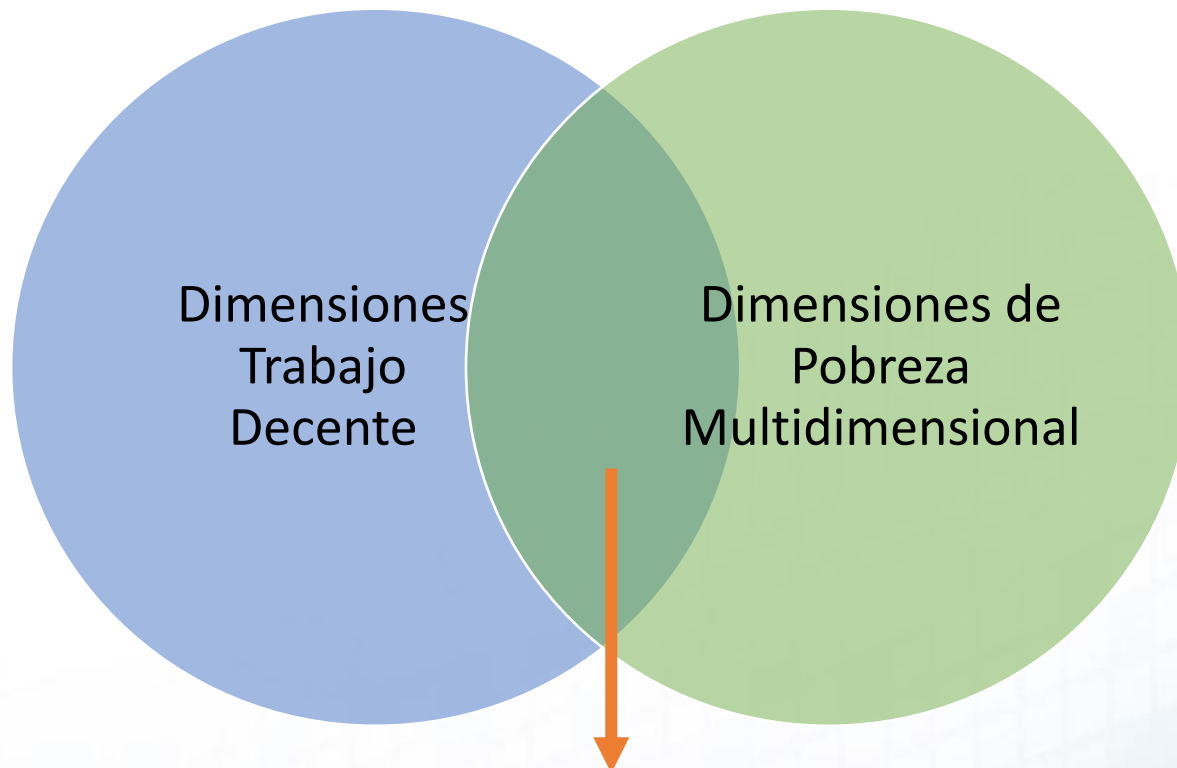 Dimensiones
Trabajo
Decente
Dimensiones de
Pobreza
Multidimensional